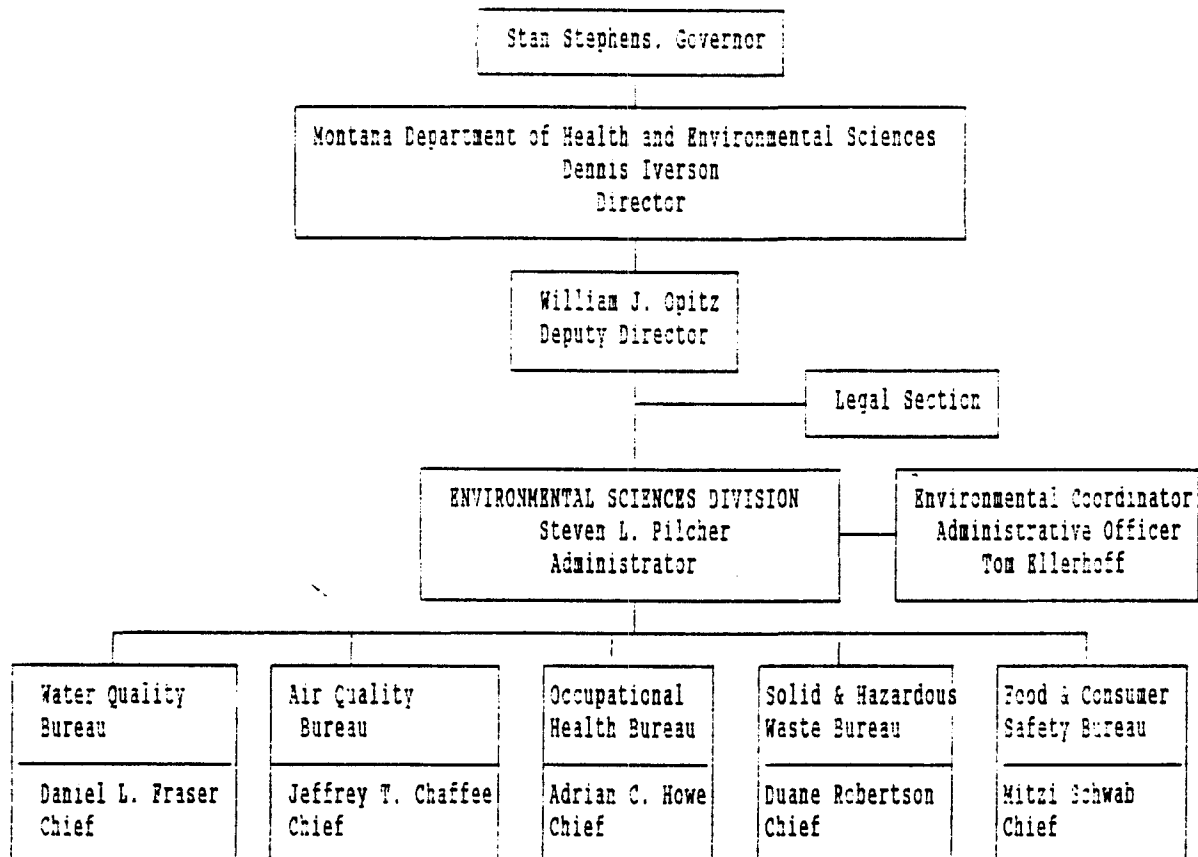 Stan Stephens, Governor
Montana Department of Health and Environmental Sciences
Dennis Iverson
Director
William J. Opitz
Deputy Director
Legal Section
ENVIRONMENTAL SCIENCES DIVISION
Steven L. Pilcher
Administrator
Environmental Coordinator
Administrative Officer
Tom Ellerhoff
Water Quality
Bureau
Daniel L. Fraser
Chief
Air Quality
Bureau
Jeffrey T. Chaffee
Chief
Occupational
Health Bureau
Adrian C. Howe
Chief
Solid & Hazardous
Waste Bureau
Duane Robertson
Chief
Food & Consumer
Safety Bureau
Mitzi Schwab
Chief